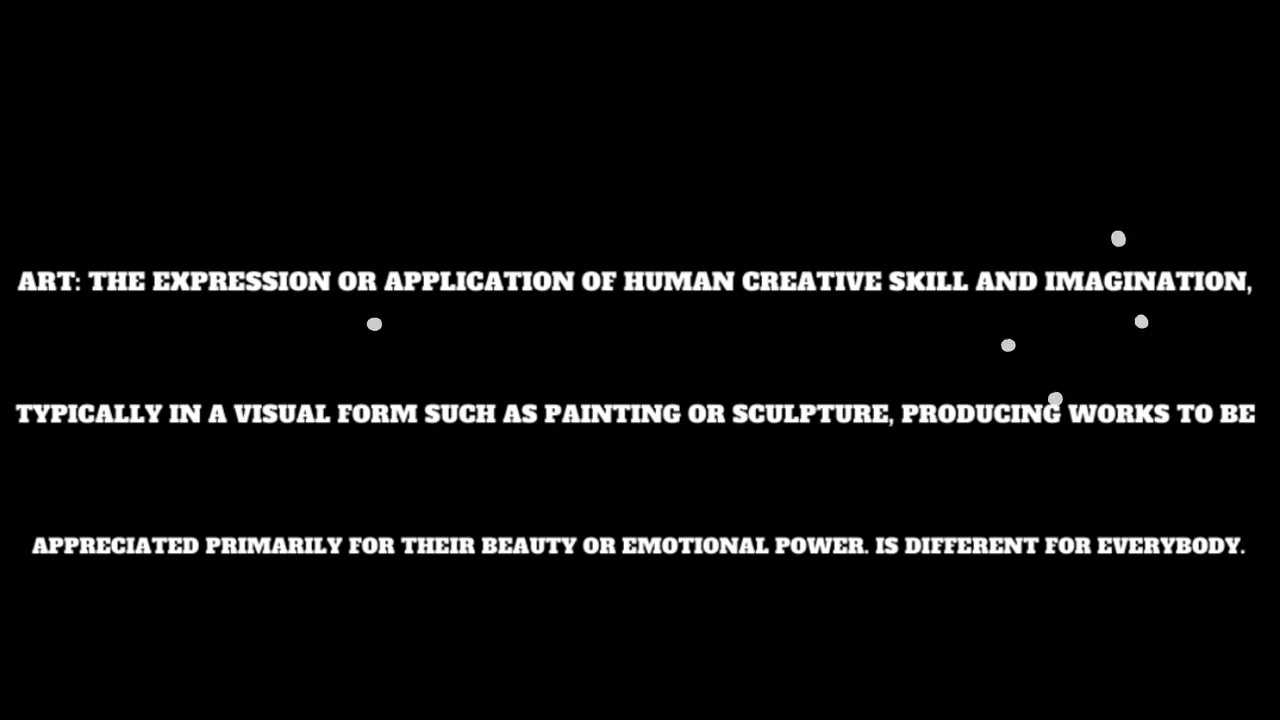 ART: THE EXPRESSION OR APPLICATION OF HUMAN CREATIVE SKILL AND IMAGINATION,
TYPICALLY IN A VISUAL FORM SUCH AS PAINTING OR SCULPTURE, PRODUCING WORKS TO BE
APPRECIATED PRIMARILY FOR THEIR BEAUTY OR EMOTIONAL POWER. IS DIFFERENT FOR EVERYBODY.